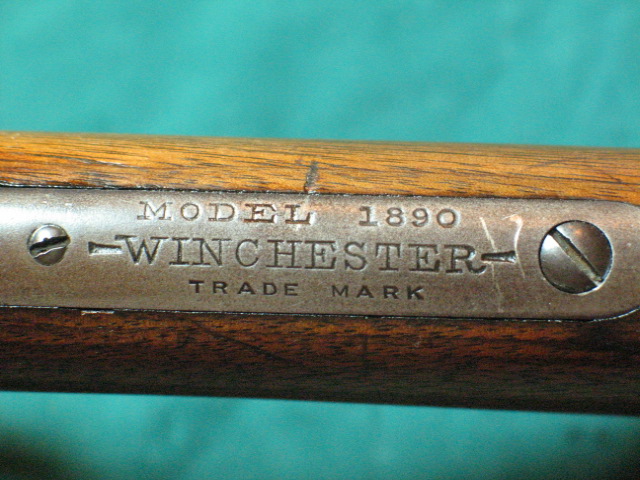 MODEL 1890
-WINCHESTER-
TRADE MARK